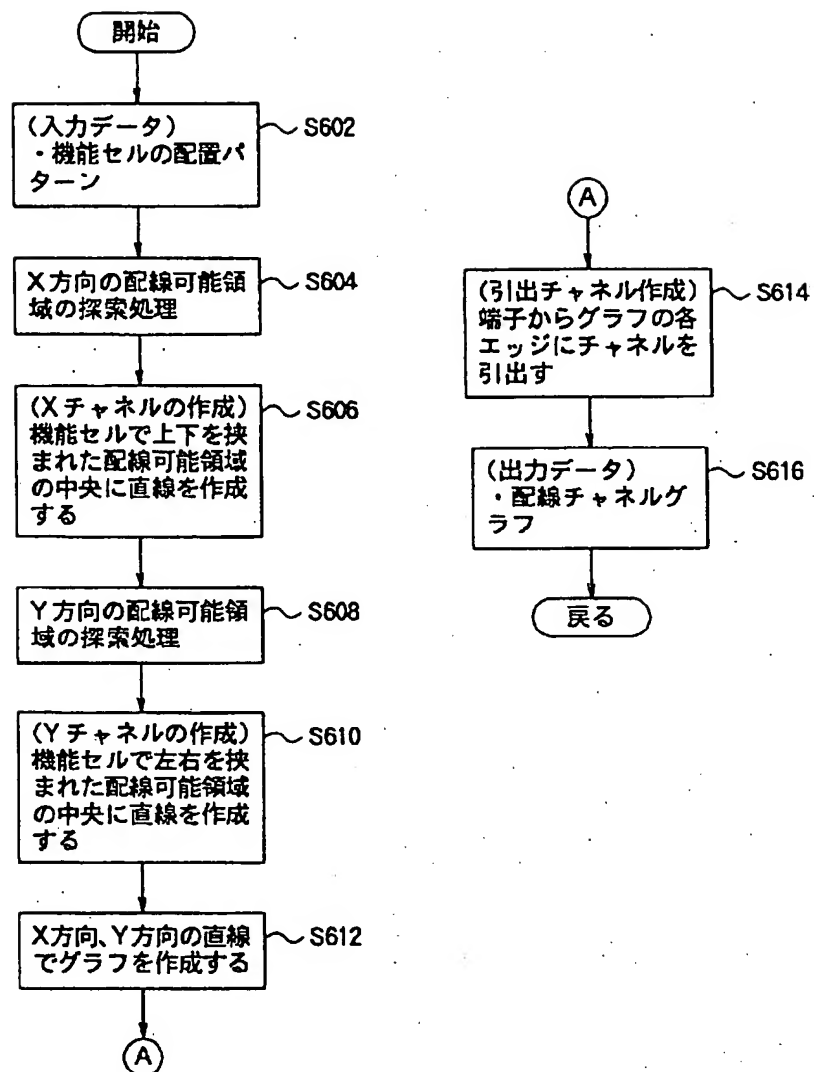 開始
(入力データ)
・機能セルの配置パ
ターン
S602
X方向の配線可能領
域の探索処理
S604
(Xチャネルの作成)
機能セルで上下を挟
まれた配線可能領域
の中央に直線を作成
する
S606
Y方向の配線可能領
域の探索処理
S608
(Yチャネルの作成)
機能セルで左右を挟
まれた配線可能領域
の中央に直線を作成
する
S610
X方向、Y方向の直線
でグラフを作成する
S612
A
A
(引出チャネル作成)
端子からグラフの各
エッジにチャネルを
引出す
S614
(出力データ)
・配線チャネルグ
ラフ
S616
戻る